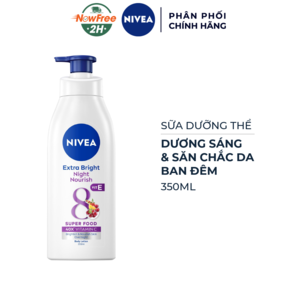 NowFree
2H
NIVEA
PHÂN PHỐI
CHÍNH HÃNG
SỮA DƯỠNG THỂ
DƯƠNG SÁNG
& SĂN CHẮC DA
BAN ĐÊM
350ML
NIVEA
Extra Bright
Night
Nourish
8
SUPER FOOD